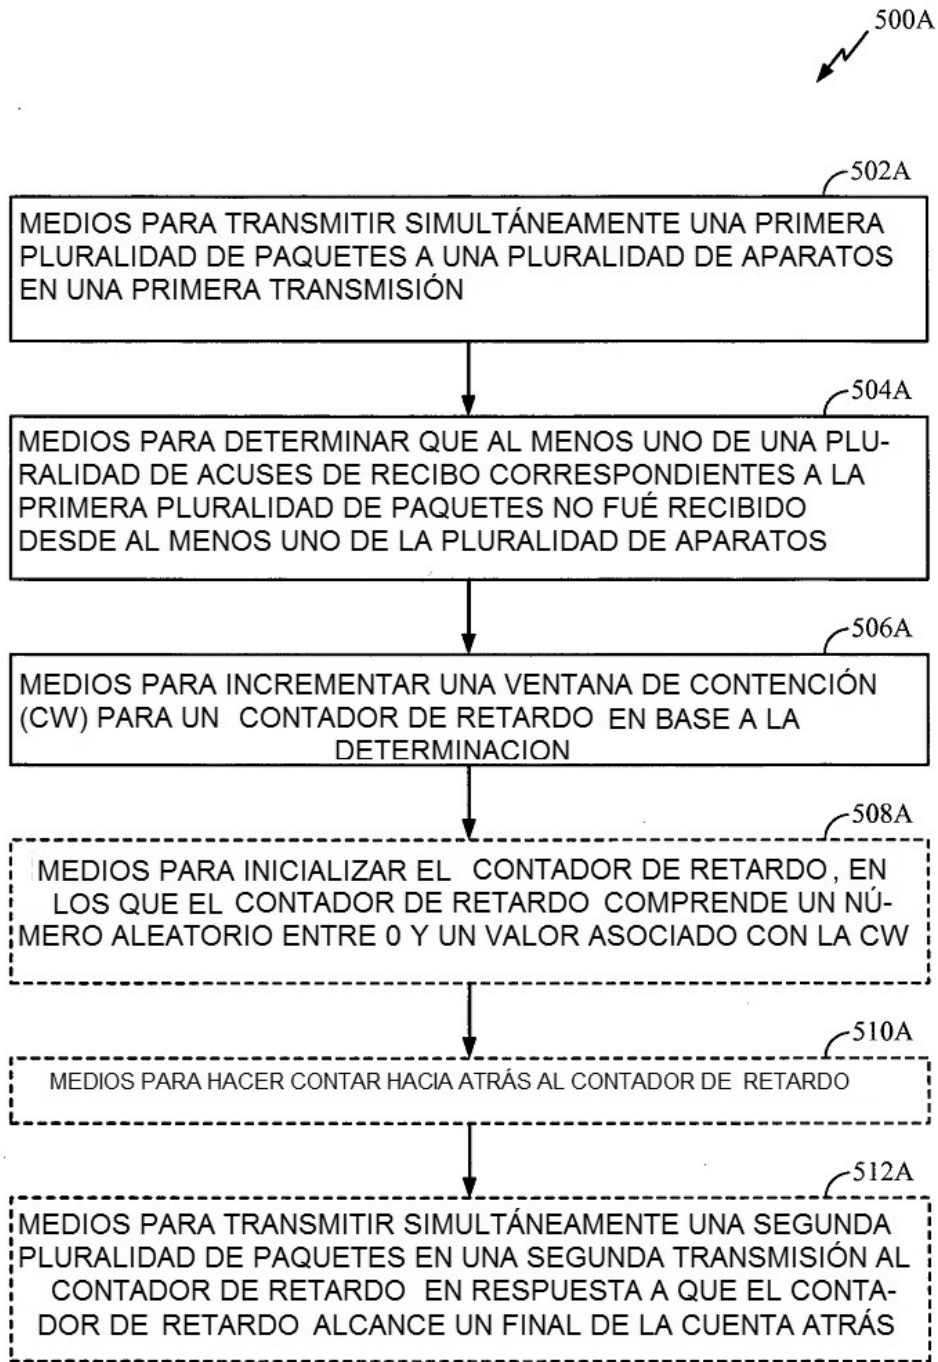 500A
502A
MEDIOS PARA TRANSMITIR SIMULTÁNEAMENTE UNA PRIMERA
PLURALIDAD DE PAQUETES A UNA PLURALIDAD DE APARATOS
EN UNA PRIMERA TRANSMISIÓN
504A
MEDIOS PARA DETERMINAR QUE AL MENOS UNO DE UNA PLU-
RALIDAD DE ACUSES DE RECIBO CORRESPONDIENTES A LA
PRIMERA PLURALIDAD DE PAQUETES NO FUÉ RECIBIDO
DESDE AL MENOS UNO DE LA PLURALIDAD DE APARATOS
506A
MEDIOS PARA INCREMENTAR UNA VENTANA DE CONTENCIÓN
(CW) PARA UN CONTADOR DE RETARDO EN BASE A LA
DETERMINACION
508A
MEDIOS PARA INICIALIZAR EL CONTADOR DE RETARDO, EN
LOS QUE EL CONTADOR DE RETARDO COMPRENDE UN NÚ-
MERO ALEATORIO ENTRE 0 Y UN VALOR ASOCIADO CON LA CW
510A
MEDIOS PARA HACER CONTAR HACIA ATRÁS AL CONTADOR DE RETARDO
512A
MEDIOS PARA TRANSMITIR SIMULTÁNEAMENTE UNA SEGUNDA
PLURALIDAD DE PAQUETES EN UNA SEGUNDA TRANSMISIÓN AL
CONTADOR DE RETARDO EN RESPUESTA A QUE EL CONTA-
DOR DE RETARDO ALCANCE UN FINAL DE LA CUENTA ATRÁS